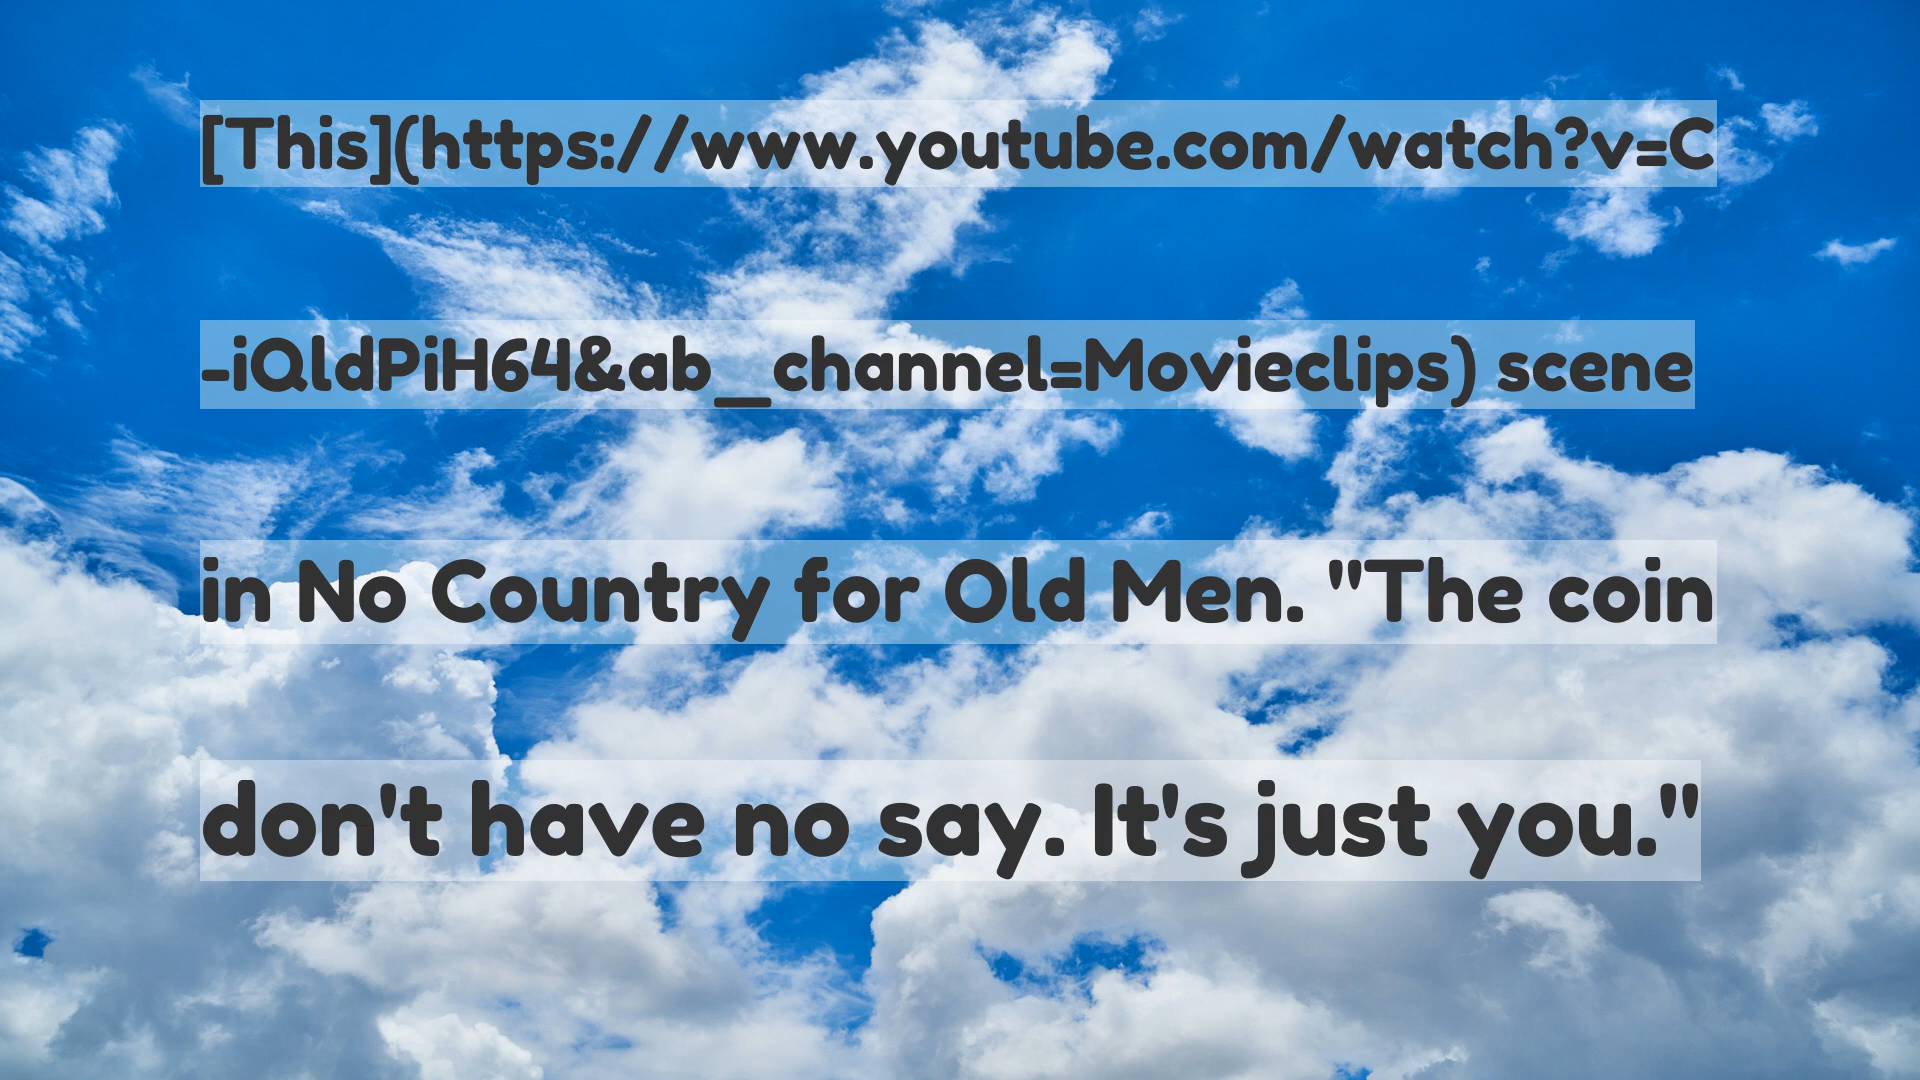 [This](https://www.youtube.com/watch?v=C
-iQldPiH64&ab_channel=Movieclips) scene
in No Country for Old Men. "The coin
don't have no say. It's just you."